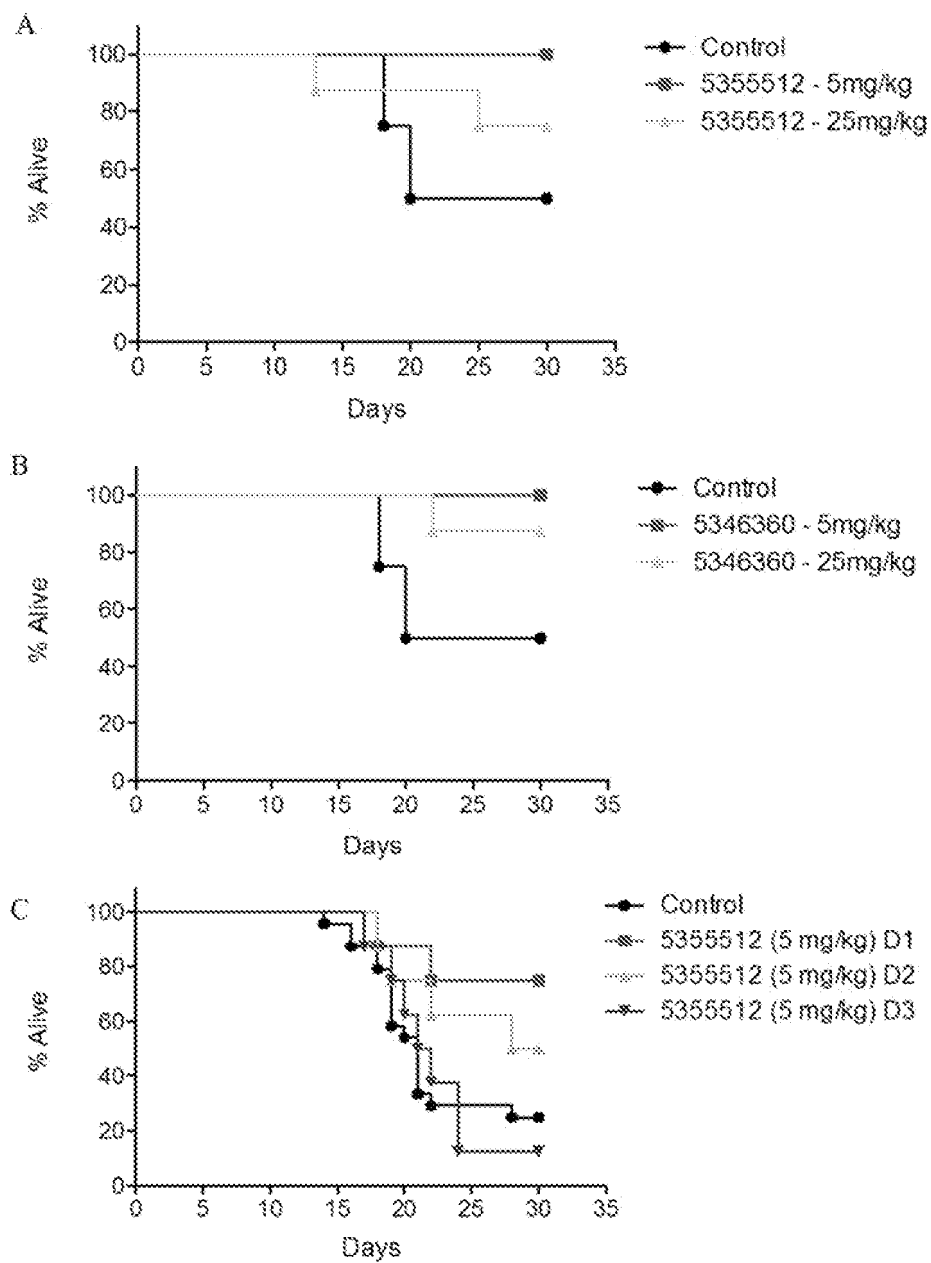 A
100
80
60
40
20
0
% Alive
0 5 10 15 20 25 30 35
Days
Control
5355512 - 5mg/kg
5355512 - 25mg/kg
B
100
80
60
40
20
0
% Alive
0 5 10 15 20 25 30 35
Days
Control
5346360 - 5mg/kg
5346360 - 25mg/kg
C
100
80
60
40
20
0
% Alive
0 5 10 15 20 25 30 35
Days
Control
5355512 (5 mg/kg) D1
5355512 (5 mg/kg) D2
5355512 (5 mg/kg) D3